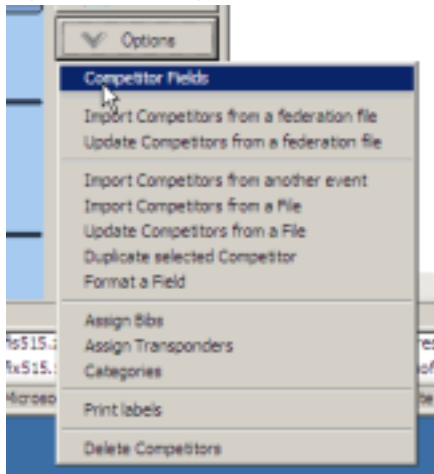 Options
Competitor Fields
Import Competitors from a federation file
Update Competitors from a federation file
Import Competitors from another event
Import Competitors from a File
Update Competitors from a File
Duplicate selected Competitor
Format a Field
Assign Bibs
Assign Transponders
Categories
Print labels
Delete Competitors